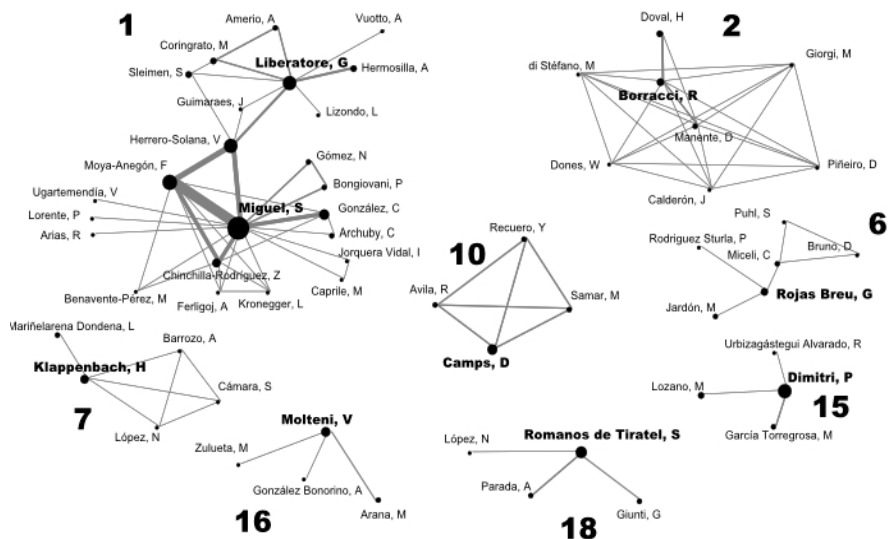 1
Amerio, A
Vuotto, A
Coringrato, M
Liberatore, G
Sleimen, S
Hermosilla, A
Guimaraes, J
Lizondo, L
Herrero-Solana, V
Moya-Anegón, F
Gómez, N
Bongiovani, P
Ugartemendía, V
Miguel, S
González, C
Lorente, P
Arias, R
Archuby, C
Jorquera Vidal, I
Chinchilla-Rodríguez, Z
Caprile, M
Benavente-Perez, M
Ferligoj, A
Kronegger, L
2
Doval, H
Giorgi, M
di Stéfano, M
Borracci, R
Manente, D
Dones, W
Piñeiro, D
Calderón, J
10
Recuero, Y
Avila, R
Samar, M
Camps, D
6
Puhl, S
Rodriguez Sturla, P
Bruno, D
Miceli, C
Rojas Breu, G
Jardón, M
Mariñelarena Dondena, L
Barrozo, A
Klappenbach, H
Cámara, S
7
López, N
Urbizagástegui Alvarado, R
Dimitri, P
Lozano, M
15
García Torregrosa, M
Molteni, V
Zulueta, M
González Bonorino, A
16
Arana, M
Romanos de Tiratel, S
López, N
Parada, A
18
Giunti, G